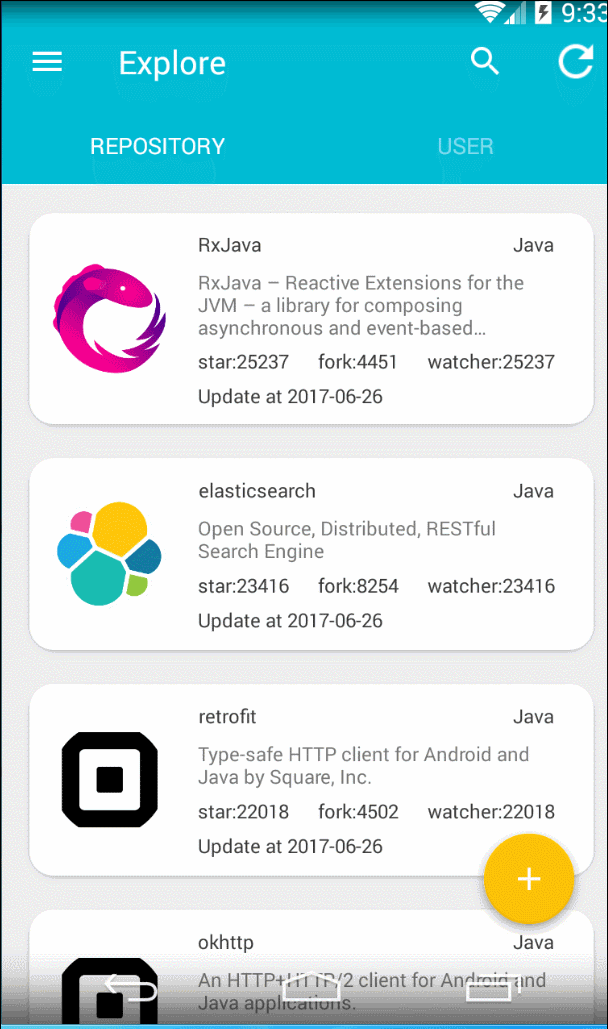 9:33
Explore
REPOSITORY USER
RxJava Java
RxJava – Reactive Extensions for the
JVM – a library for composing
asynchronous and event-based…
star:25237 fork:4451 watcher:25237
Update at 2017-06-26
elasticsearch Java
Open Source, Distributed, RESTful
Search Engine
star:23416 fork:8254 watcher:23416
Update at 2017-06-26
retrofit Java
Type-safe HTTP client for Android and
Java by Square, Inc.
star:22018 fork:4502 watcher:22018
Update at 2017-06-26
okhttp Java
An HTTP+HTTP/2 client for Android and
Java applications.